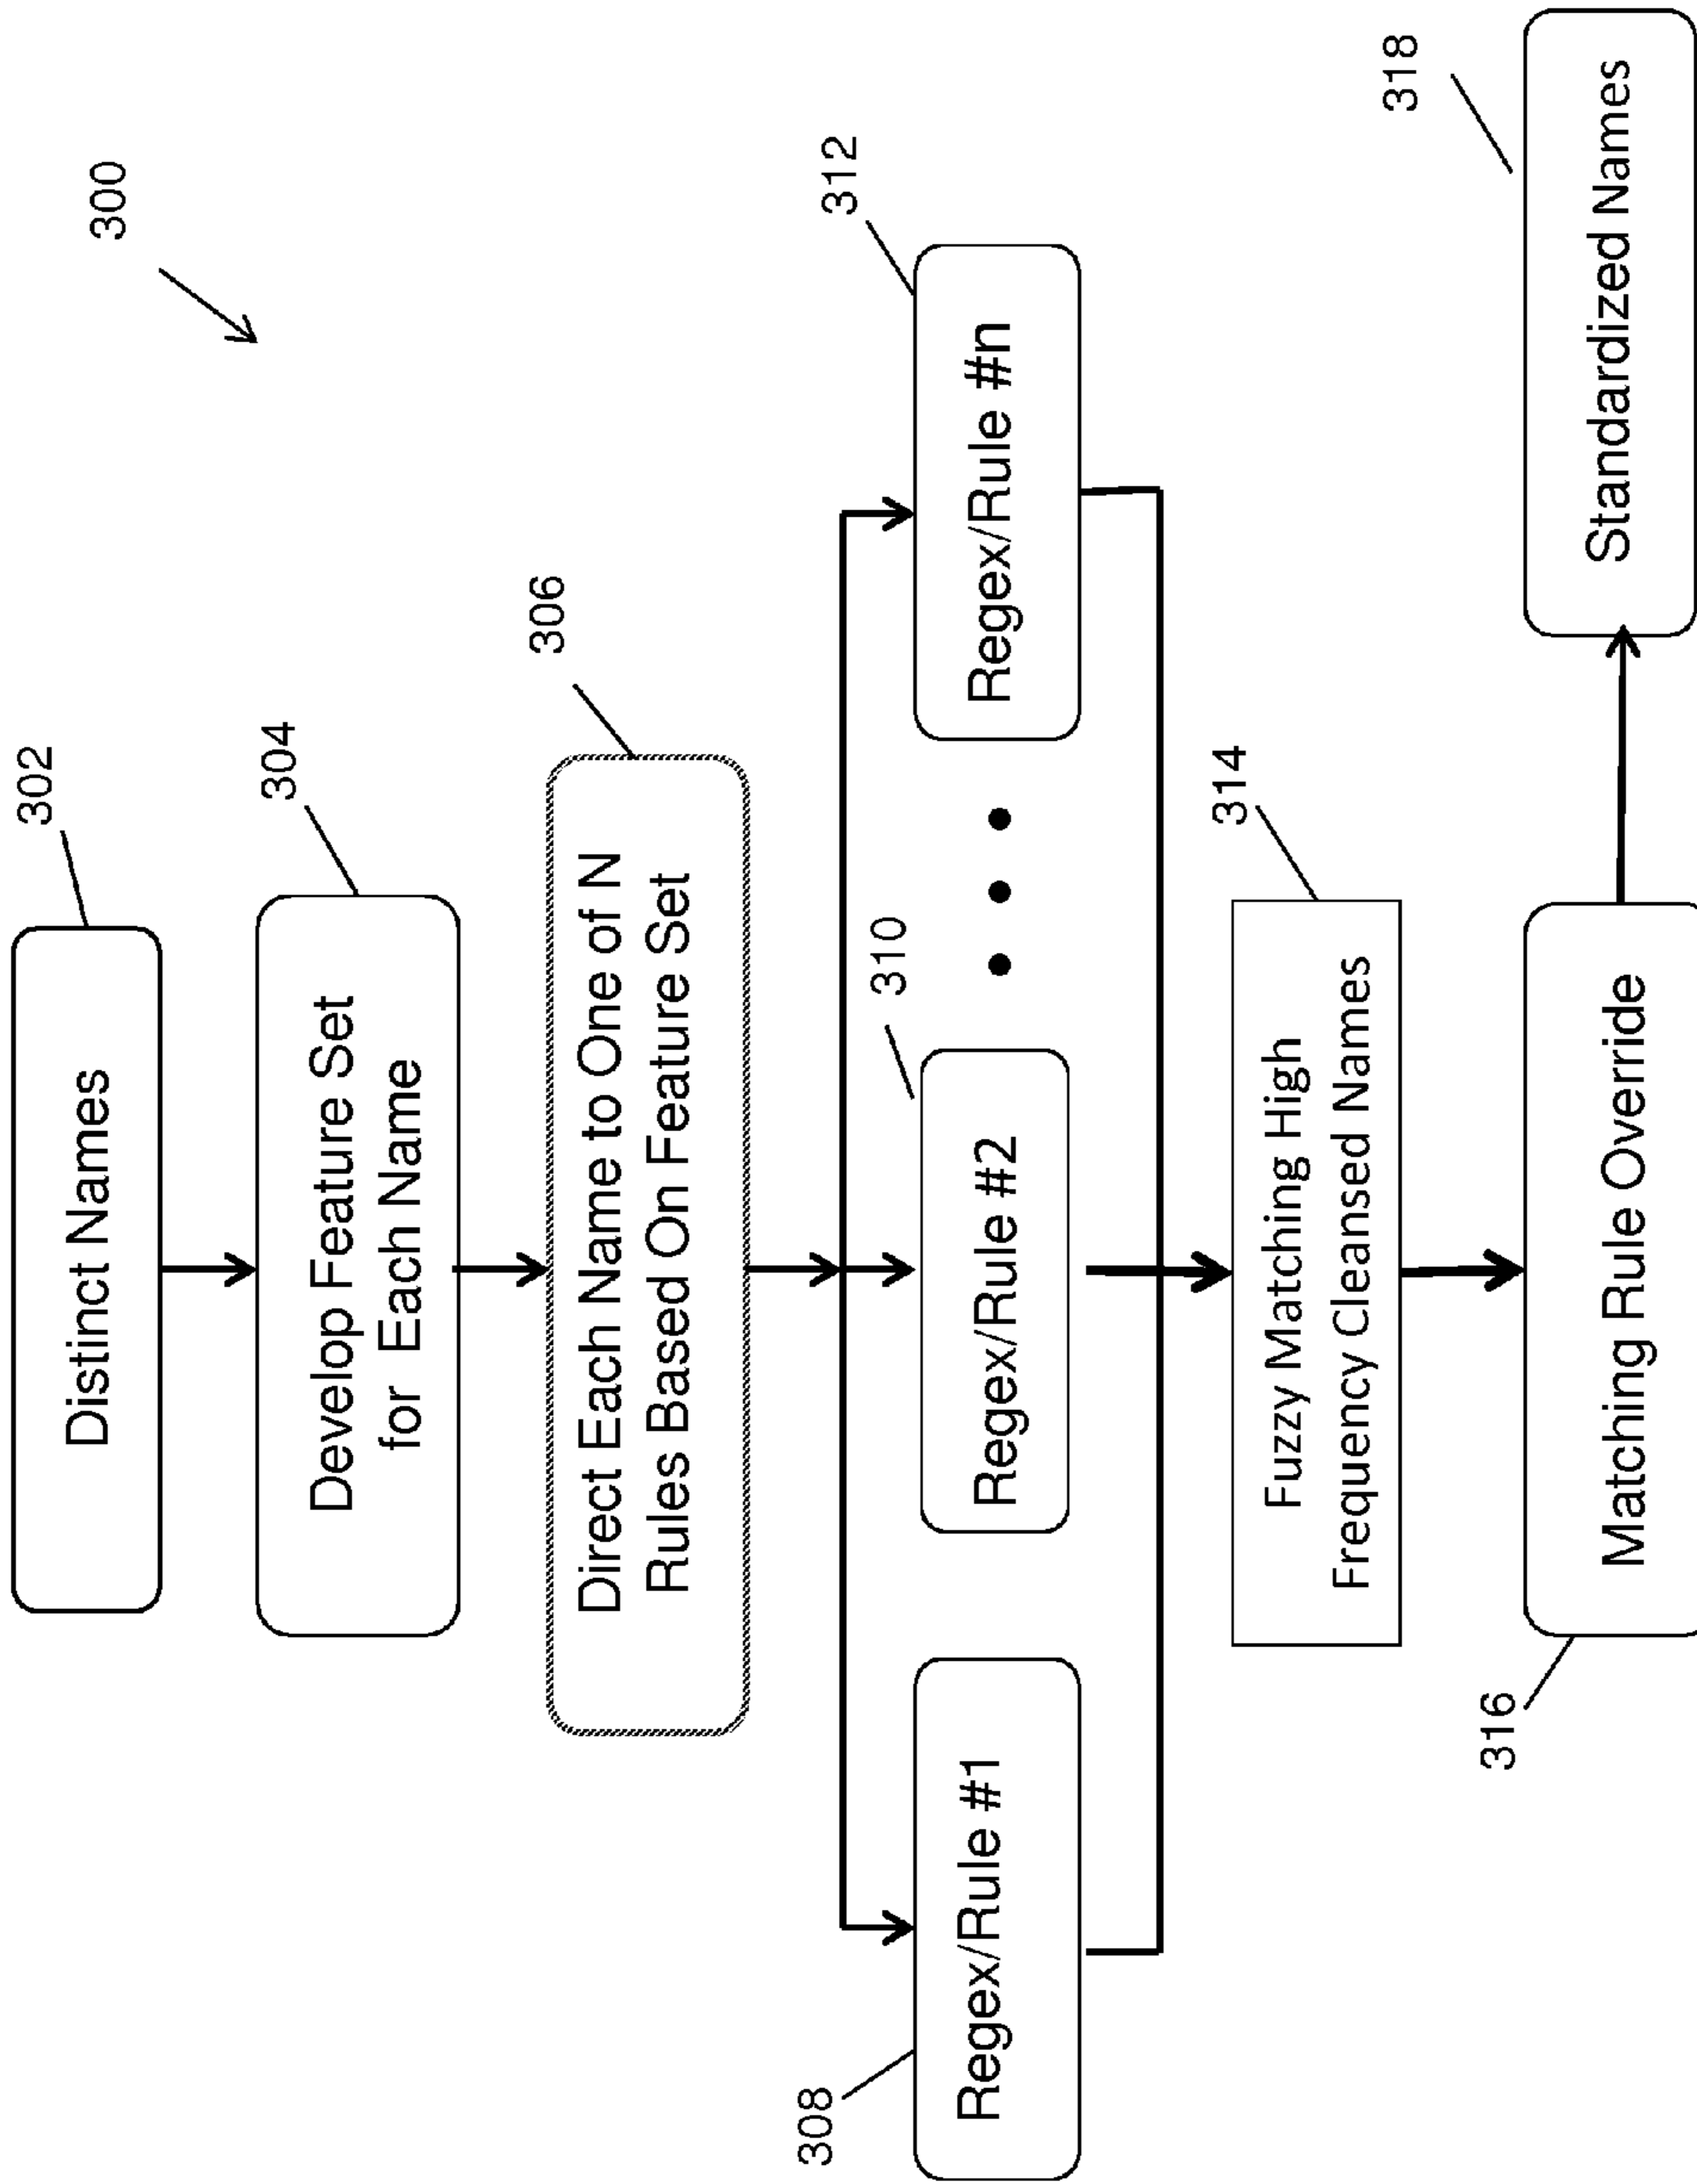 300
302
Distinct Names
304
Develop Feature Set
for Each Name
306
Direct Each Name to One of N
Rules Based On Feature Set
308
Regex/Rule #1
310
Regex/Rule #2
312
Regex/Rule #n
314
Fuzzy Matching High
Frequency Cleansed Names
316
Matching Rule Override
318
Standardized Names